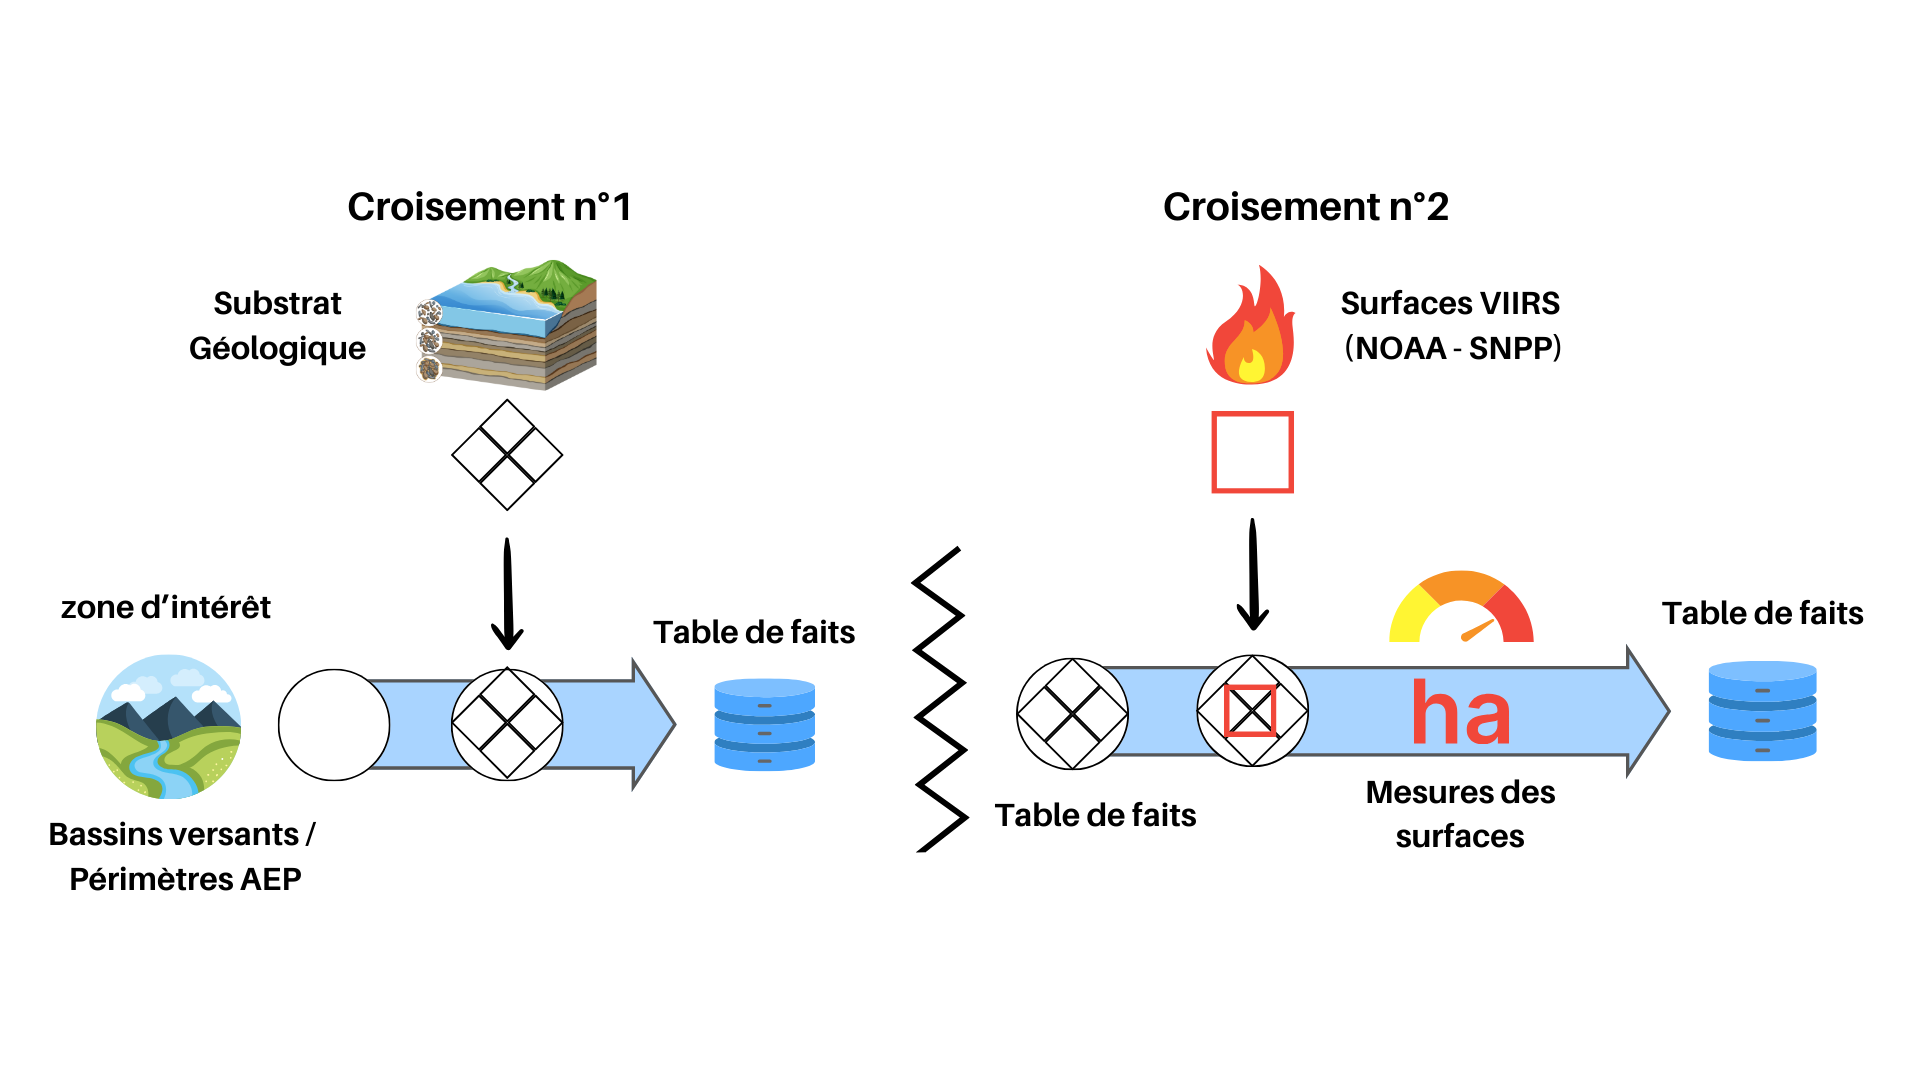 Croisement n°1
Substrat
Géologique
zone d’intérêt
Bassins versants /
Périmètres AEP
Table de faits
Croisement n°2
Surfaces VIIRS
(NOAA - SNPP)
Table de faits
ha
Mesures des
surfaces
Table de faits